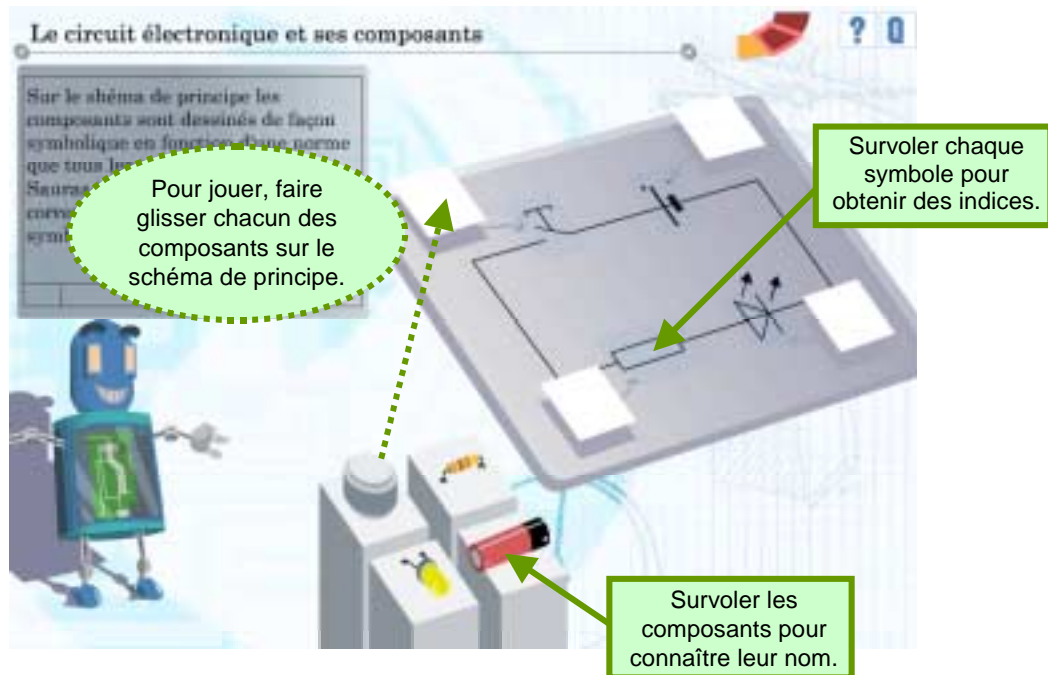 Le circuit électronique et ses composants
? Q
Sur le shéma de principe les
composants sont dessinés de façon
symbolique en fonction d'une norme
que tous
Pour jouer, faire
glisser chacun des
composants sur le
schéma de principe.
Survoler chaque
symbole pour
obtenir des indices.
Survoler les
composants pour
connaître leur nom.